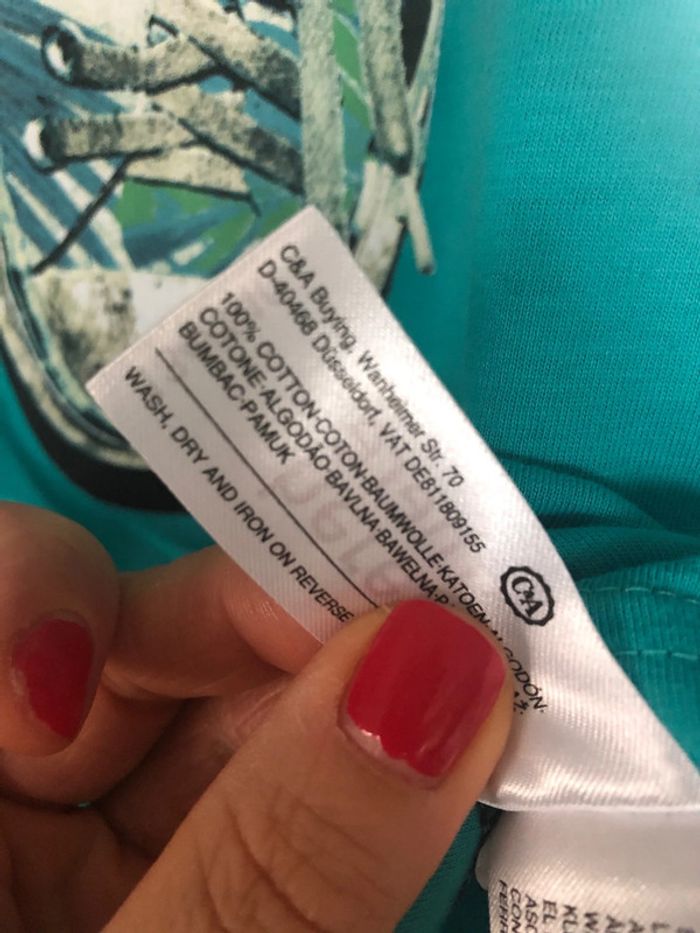 C&A Buying, Wanheimer Str. 70
D-40468 Düsseldorf, VAT DE811809155
C&A
100% COTTON·COTON·BAUMWOLLE·KATOEN·ALGODÓN·
COTONE·ALGODÃO·BAVLNA·BAWEŁNA·
BUMBAC·PAMUK
WASH, DRY AND IRON ON REVERSE